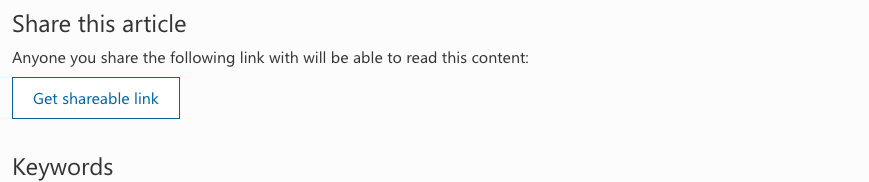 Share this article
Anyone you share the following link with will be able to read this content:
Get shareable link
Keywords